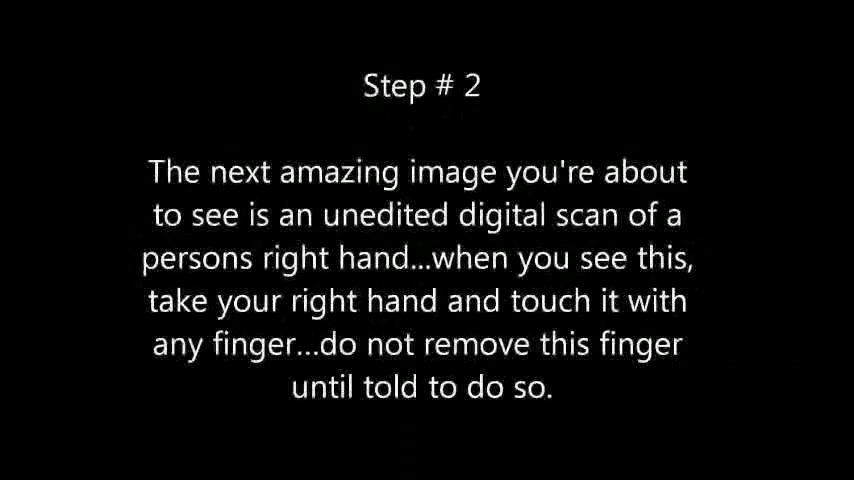 Step # 2
The next amazing image you're about
to see is an unedited digital scan of a
persons right hand...when you see this,
take your right hand and touch it with
any finger...do not remove this finger
until told to do so.